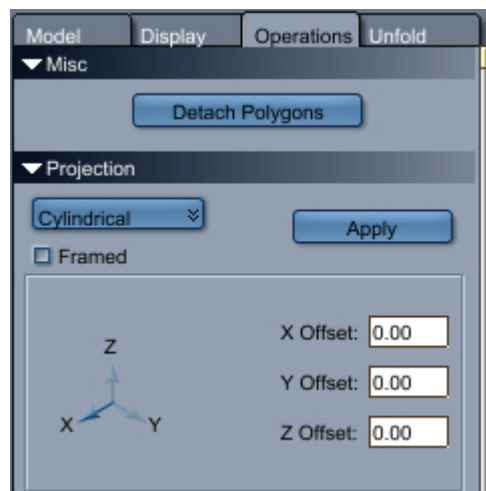 Model Display Operations Unfold
Misc
Detach Polygons
Projection
Cylindrical Apply
Framed
Z X Offset: 0.00
Y Offset: 0.00
X Y Z Offset: 0.00